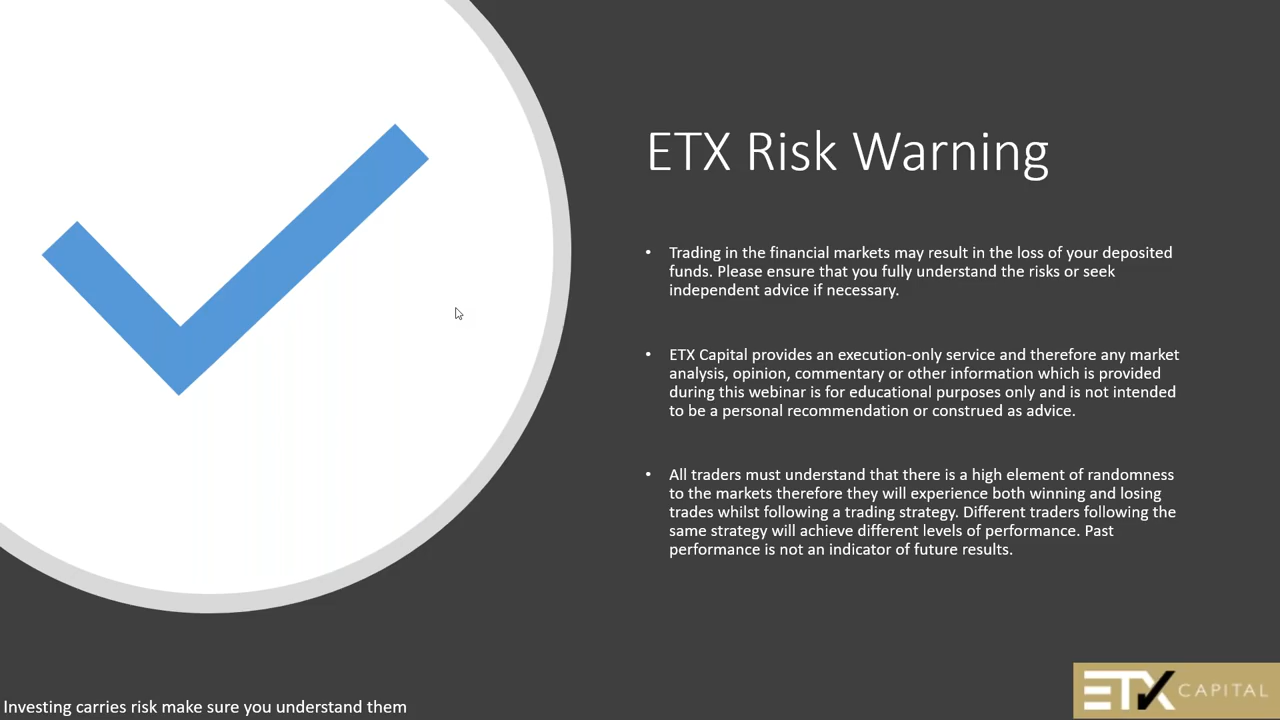 ETX Risk Warning
• Trading in the financial markets may result in the loss of your deposited
funds. Please ensure that you fully understand the risks or seek
independent advice if necessary.
• ETX Capital provides an execution-only service and therefore any market
analysis, opinion, commentary or other information which is provided
during this webinar is for educational purposes only and is not intended
to be a personal recommendation or construed as advice.
• All traders must understand that there is a high element of randomness
to the markets therefore they will experience both winning and losing
trades whilst following a trading strategy. Different traders following the
same strategy will achieve different levels of performance. Past
performance is not an indicator of future results.
Investing carries risk make sure you understand them
ETX CAPITAL